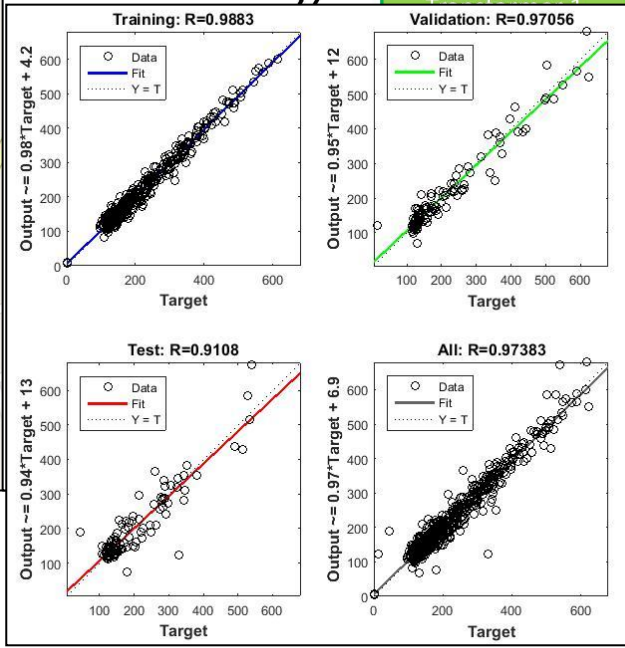 Training: R=0.9883
Output ~= 0.98*Target + 4.2
Data
Fit
Y = T
600
500
400
300
200
100
0
0
200
400
600
Target
Validation: R=0.97056
Output ~= 0.95*Target + 12
Data
Fit
Y = T
600
500
400
300
200
100
100
200
300
400
500
600
Target
Test: R=0.9108
Output ~= 0.94*Target + 13
Data
Fit
Y = T
600
500
400
300
200
100
100
200
300
400
500
600
Target
All: R=0.97383
Output ~= 0.97*Target + 6.9
Data
Fit
Y = T
600
500
400
300
200
100
0
0
200
400
600
Target